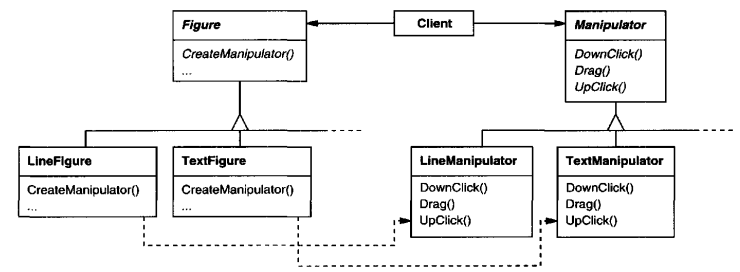 Figure
CreateManipulator()
...
Client
Manipulator
DownClick()
Drag()
UpClick()
LineFigure
CreateManipulator()
...
TextFigure
CreateManipulator()
...
LineManipulator
DownClick()
Drag()
UpClick()
TextManipulator
DownClick()
Drag()
UpClick()